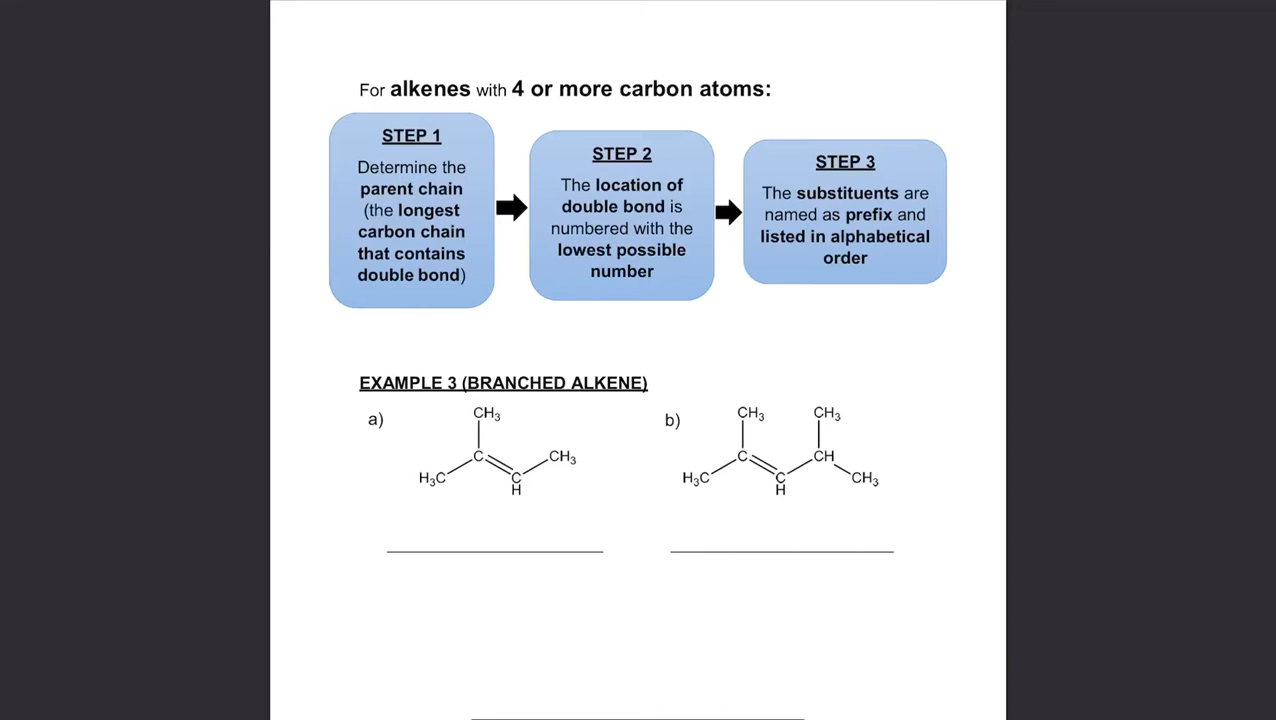 For alkenes with 4 or more carbon atoms:
STEP 1
Determine the
parent chain
(the longest
carbon chain
that contains
double bond)
STEP 2
The location of
double bond is
numbered with the
lowest possible
number
STEP 3
The substituents are
named as prefix and
listed in alphabetical
order
EXAMPLE 3 (BRANCHED ALKENE)
a)
CH₃
C
CH₃
H₃C
C
H
b)
CH₃
CH₃
C
CH
H₃C
C
H
CH₃